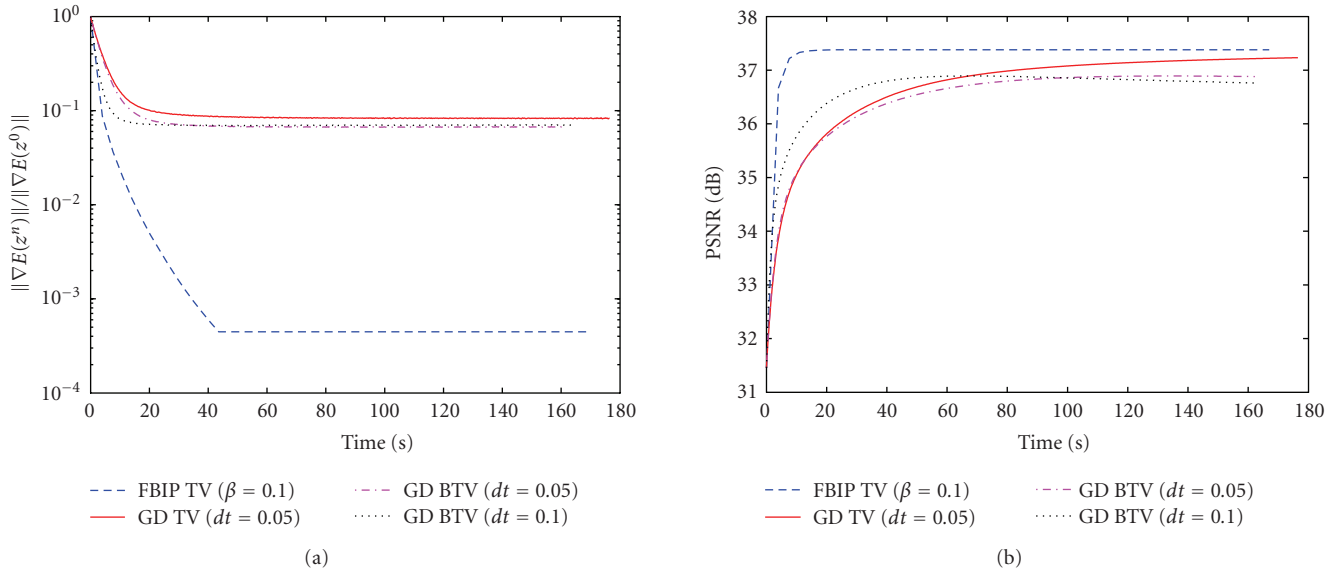 10^0
10^−1
10^−2
10^−3
10^−4
‖∇E(z^n)‖/‖∇E(z^0)‖
0 20 40 60 80 100 120 140 160 180
Time (s)
FBIP TV (β = 0.1)
GD TV (dt = 0.05)
GD BTV (dt = 0.05)
GD BTV (dt = 0.1)
(a)
38
37
36
35
34
33
32
31
PSNR (dB)
0 20 40 60 80 100 120 140 160 180
Time (s)
FBIP TV (β = 0.1)
GD TV (dt = 0.05)
GD BTV (dt = 0.05)
GD BTV (dt = 0.1)
(b)